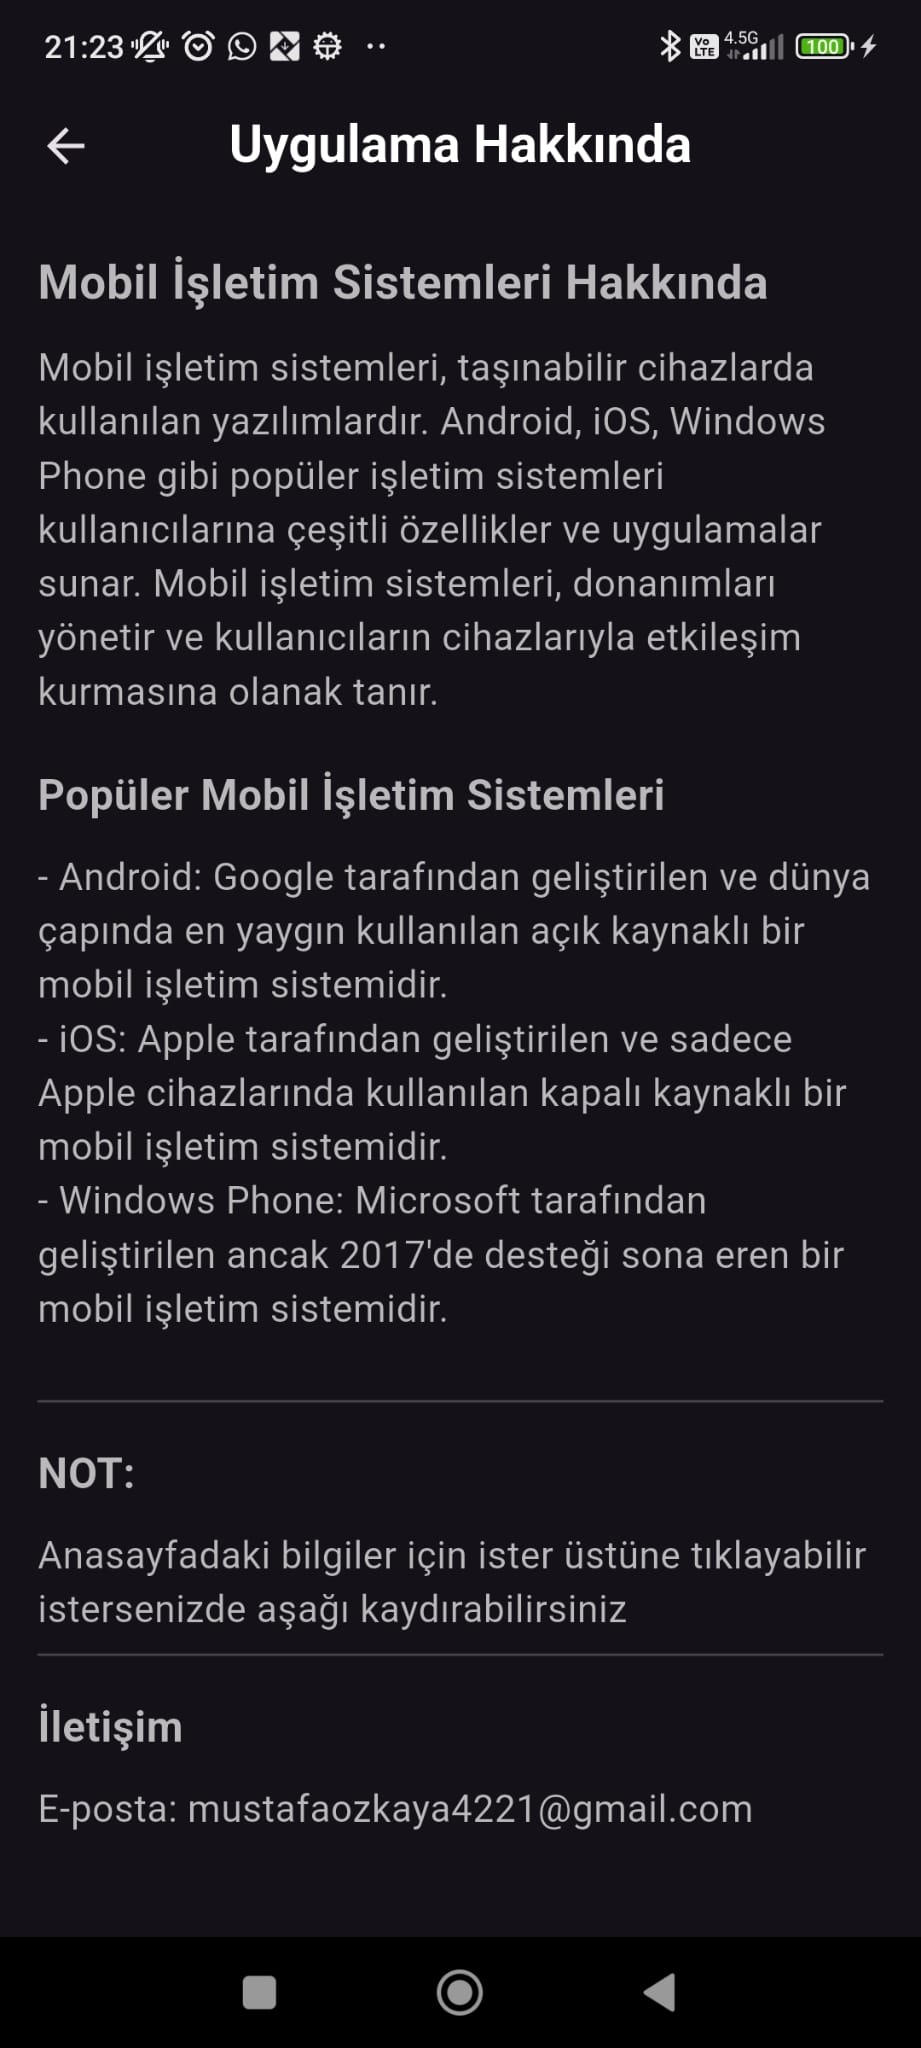 21:23
Vo LTE 4.5G 100
Uygulama Hakkında
Mobil İşletim Sistemleri Hakkında
Mobil işletim sistemleri, taşınabilir cihazlarda
kullanılan yazılımlardır. Android, iOS, Windows
Phone gibi popüler işletim sistemleri
kullanıcılarına çeşitli özellikler ve uygulamalar
sunar. Mobil işletim sistemleri, donanımları
yönetir ve kullanıcıların cihazlarıyla etkileşim
kurmasına olanak tanır.
Popüler Mobil İşletim Sistemleri
- Android: Google tarafından geliştirilen ve dünya
çapında en yaygın kullanılan açık kaynaklı bir
mobil işletim sistemidir.
- iOS: Apple tarafından geliştirilen ve sadece
Apple cihazlarında kullanılan kapalı kaynaklı bir
mobil işletim sistemidir.
- Windows Phone: Microsoft tarafından
geliştirilen ancak 2017'de desteği sona eren bir
mobil işletim sistemidir.
NOT:
Anasayfadaki bilgiler için ister üstüne tıklayabilir
istersenizde aşağı kaydırabilirsiniz
İletişim
E-posta: mustafaozkaya4221@gmail.com